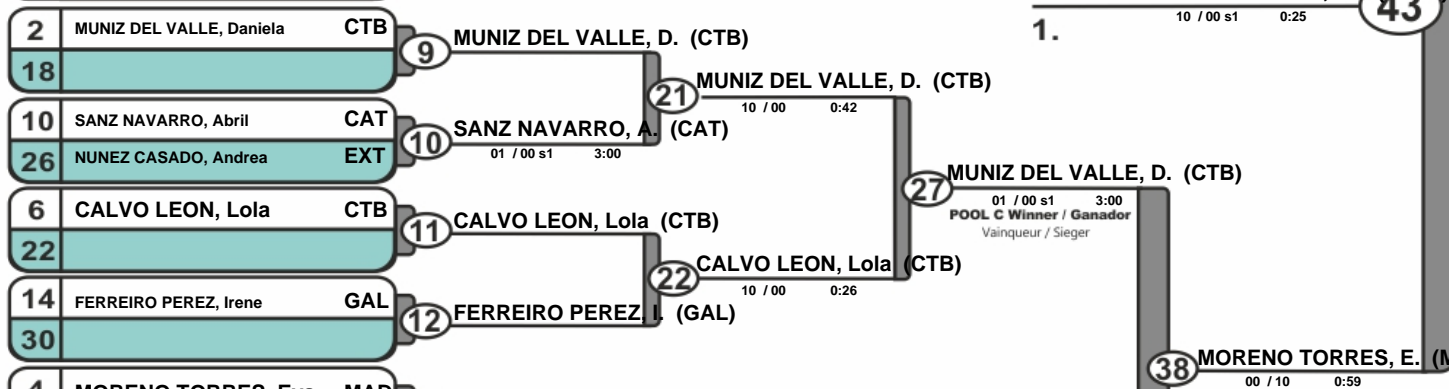 2 MUNIZ DEL VALLE, Daniela CTB
18
10 SANZ NAVARRO, Abril CAT
26 NUNEZ CASADO, Andrea EXT
6 CALVO LEON, Lola CTB
22
14 FERREIRO PEREZ, Irene GAL
30
4 MORENO TORRES, Eva MAD
9 MUNIZ DEL VALLE, D. (CTB)
10 SANZ NAVARRO, A. (CAT)
01 / 00 s1 3:00
11 CALVO LEON, Lola (CTB)
12 FERREIRO PEREZ, I. (GAL)
21 MUNIZ DEL VALLE, D. (CTB)
10 / 00 0:42
22 CALVO LEON, Lola (CTB)
10 / 00 0:26
27 MUNIZ DEL VALLE, D. (CTB)
01 / 00 s1 3:00
POOL C Winner / Ganador
Vainqueur / Sieger
10 / 00 s1 0:25
1.
43
38 MORENO TORRES, E. (M
00 / 10 0:59